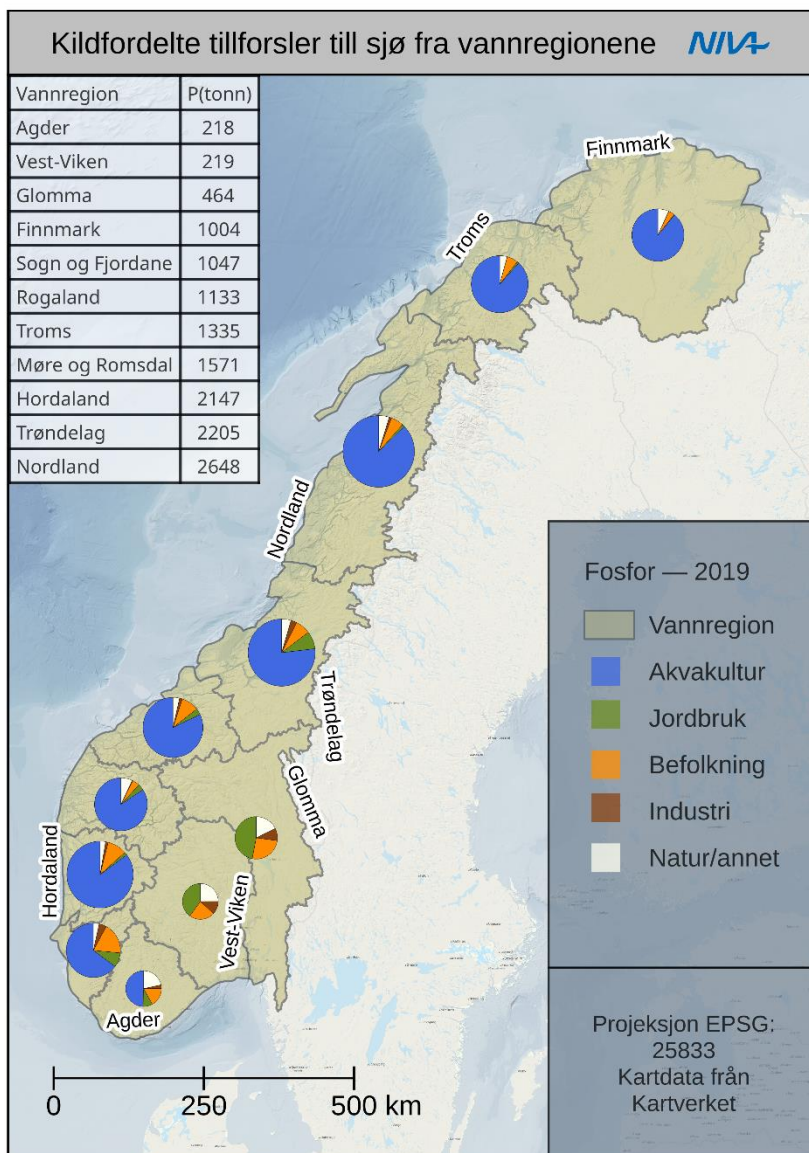 Kildfordelte tillforsler till sjø fra vannregionene NIVA
Vannregion P(tonn)
Agder 218
Vest-Viken 219
Glomma 464
Finnmark 1004
Sogn og Fjordane 1047
Rogaland 1133
Troms 1335
Møre og Romsdal 1571
Hordaland 2147
Trøndelag 2205
Nordland 2648
Finnmark
Troms
Nordland
Trøndelag
Glomma
Hordaland
Vest-Viken
Agder
Fosfor — 2019
Vannregion
Akvakultur
Jordbruk
Befolkning
Industri
Natur/annet
0 250 500 km
Projeksjon EPSG:
25833
Kartdata från
Kartverket